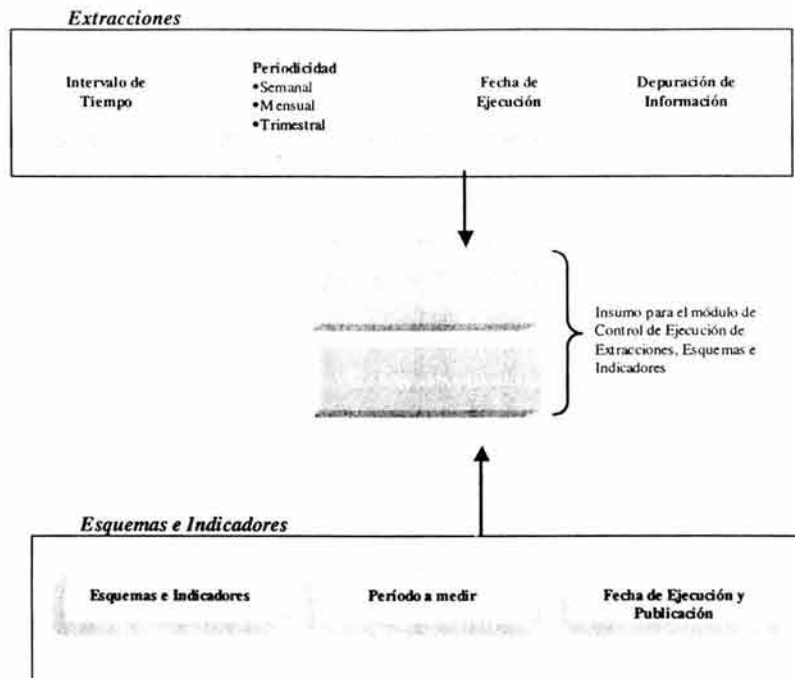 Extracciones
Intervalo de
Tiempo
Periodicidad
•Semanal
•Mensual
•Trimestral
Fecha de
Ejecución
Depuración de
Información
Insumo para el módulo de
Control de Ejecución de
Extracciones, Esquemas e
Indicadores
Esquemas e Indicadores
Esquemas e Indicadores
Período a medir
Fecha de Ejecución y
Publicación